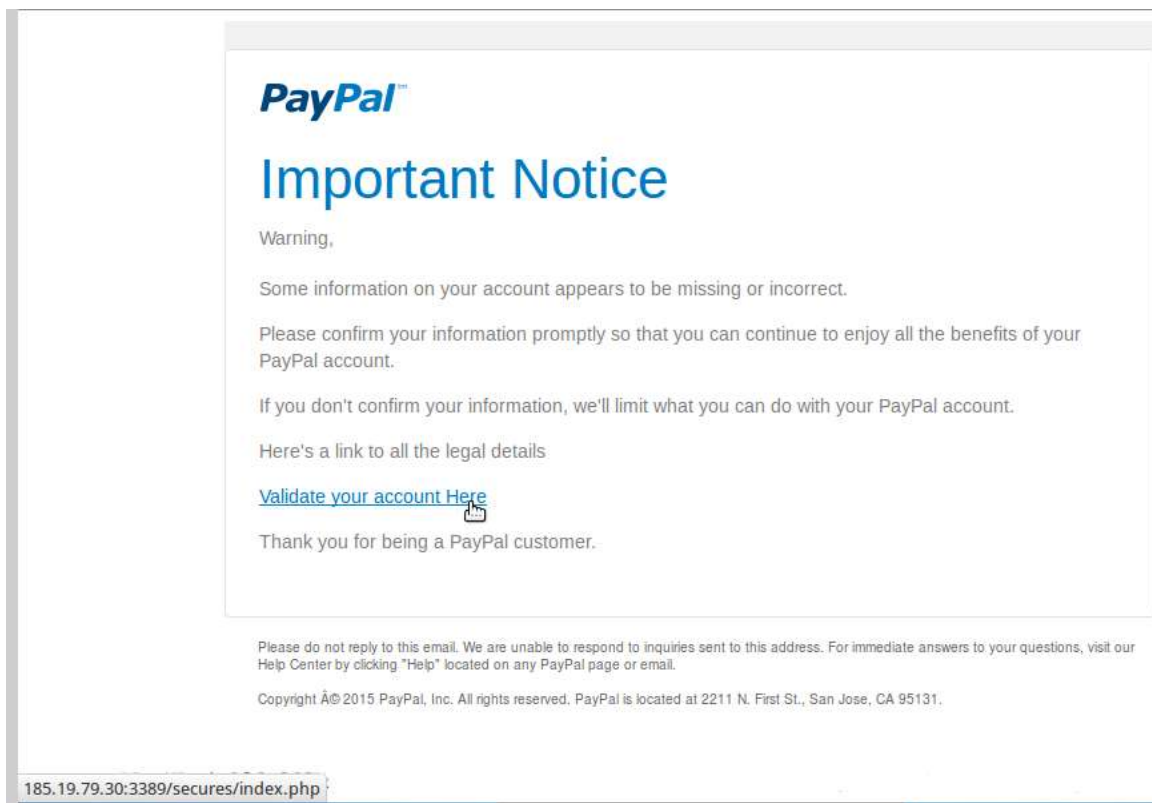 PayPal™
Important Notice
Warning,
Some information on your account appears to be missing or incorrect.
Please confirm your information promptly so that you can continue to enjoy all the benefits of your
PayPal account.
If you don't confirm your information, we'll limit what you can do with your PayPal account.
Here's a link to all the legal details
Validate your account Here
Thank you for being a PayPal customer.
Please do not reply to this email. We are unable to respond to inquiries sent to this address. For immediate answers to your questions, visit our
Help Center by clicking "Help" located on any PayPal page or email.
Copyright Â© 2015 PayPal, Inc. All rights reserved. PayPal is located at 2211 N. First St., San Jose, CA 95131.
185.19.79.30:3389/secures/index.php